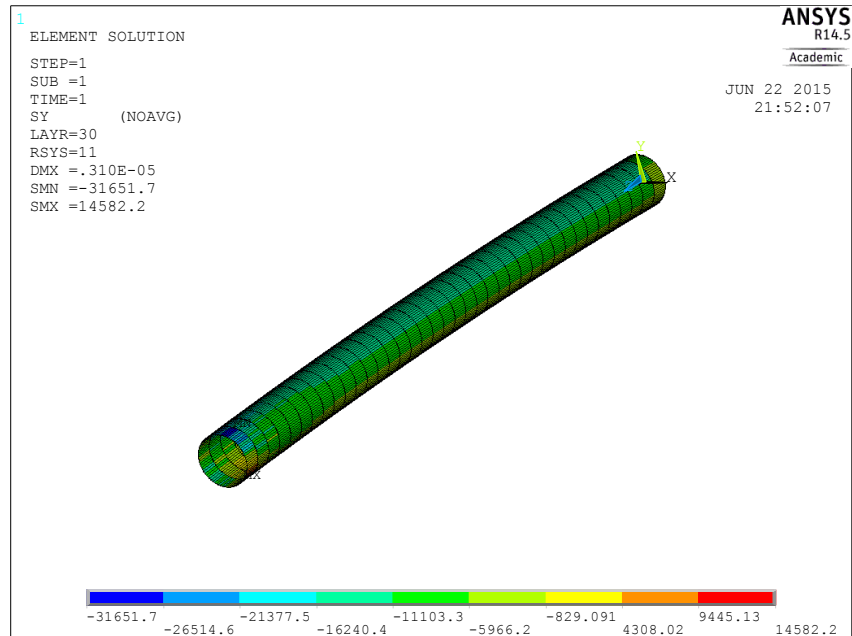 1
ELEMENT SOLUTION
STEP=1
SUB =1
TIME=1
SY (NOAVG)
LAYR=30
RSYS=11
DMX =.310E-05
SMN =-31651.7
SMX =14582.2
ANSYS
R14.5
Academic
JUN 22 2015
21:52:07
Y
X
-31651.7 -21377.5 -11103.3 -829.091 9445.13
-26514.6 -16240.4 -5966.2 4308.02 14582.2